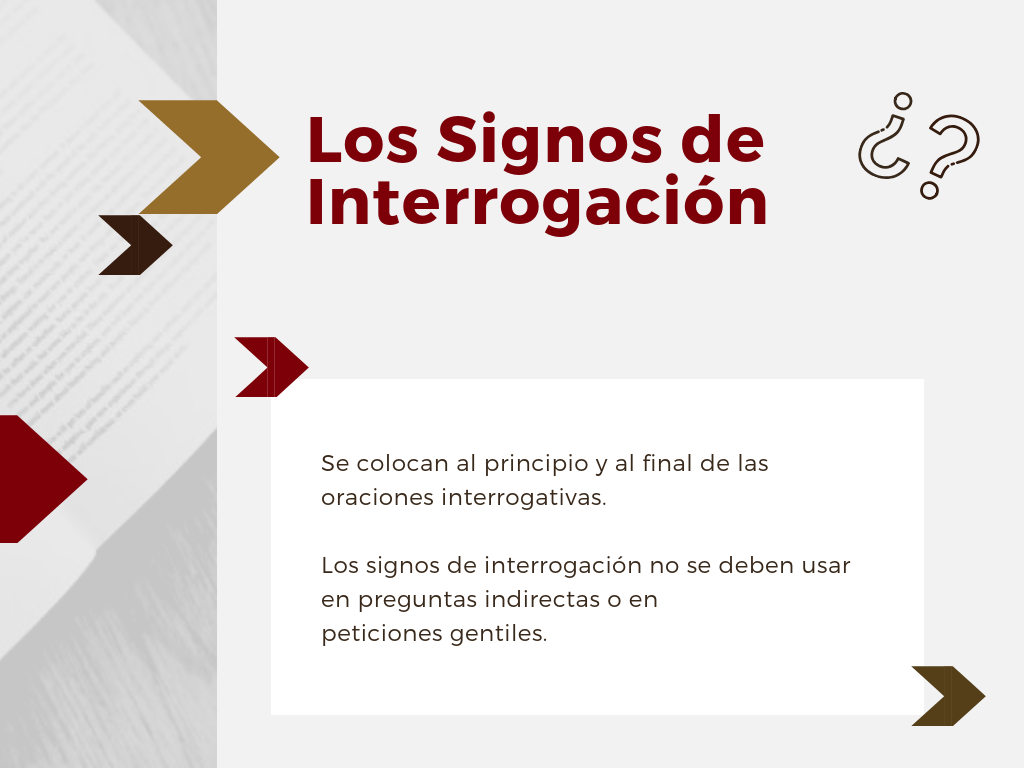 Los Signos de
Interrogación
¿?
Se colocan al principio y al final de las
oraciones interrogativas.
Los signos de interrogación no se deben usar
en preguntas indirectas o en
peticiones gentiles.